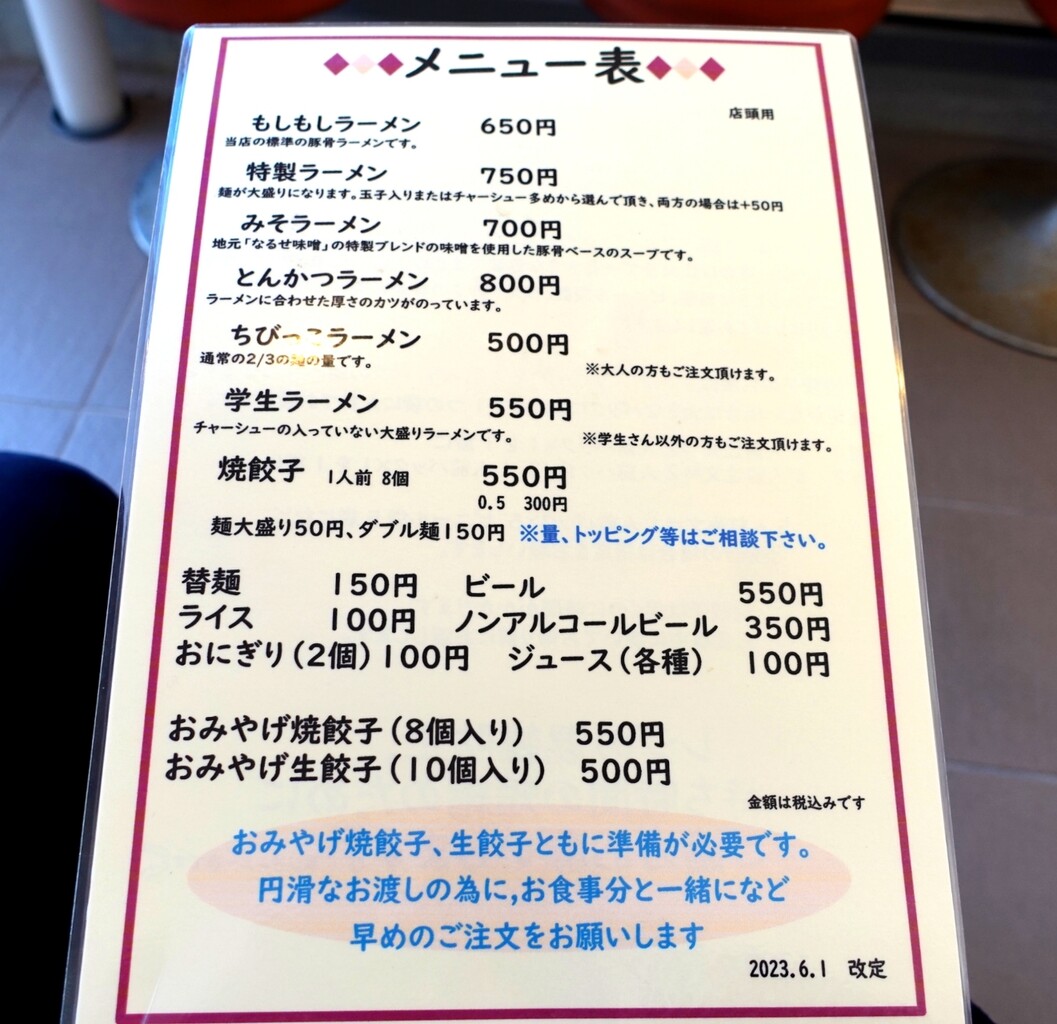 メニュー表
店頭用
もしもしラーメン 650円
当店の標準の豚骨ラーメンです。
特製ラーメン 750円
麺が大盛りになります。玉子入りまたはチャーシュー多めから選んで頂き、両方の場合は+50円
みそラーメン 700円
地元「なるせ味噌」の特製ブレンドの味噌を使用した豚骨ベースのスープです。
とんかつラーメン 800円
ラーメンに合わせた厚さのカツがのっています。
ちびっこラーメン 500円
通常の2/3の麺の量です。 ※大人の方もご注文頂けます。
学生ラーメン 550円
チャーシューの入っていない大盛りラーメンです。 ※学生さん以外の方もご注文頂けます。
焼餃子 1人前 8個 550円
0.5 300円
麺大盛り50円、ダブル麺150円 ※量、トッピング等はご相談下さい。
替麺 150円 ビール 550円
ライス 100円 ノンアルコールビール 350円
おにぎり(2個) 100円 ジュース(各種) 100円
おみやげ焼餃子(8個入り) 550円
おみやげ生餃子(10個入り) 500円
金額は税込みです
おみやげ焼餃子、生餃子ともに準備が必要です。
円滑なお渡しの為に,お食事分と一緒になど
早めのご注文をお願いします
2023.6.1 改定